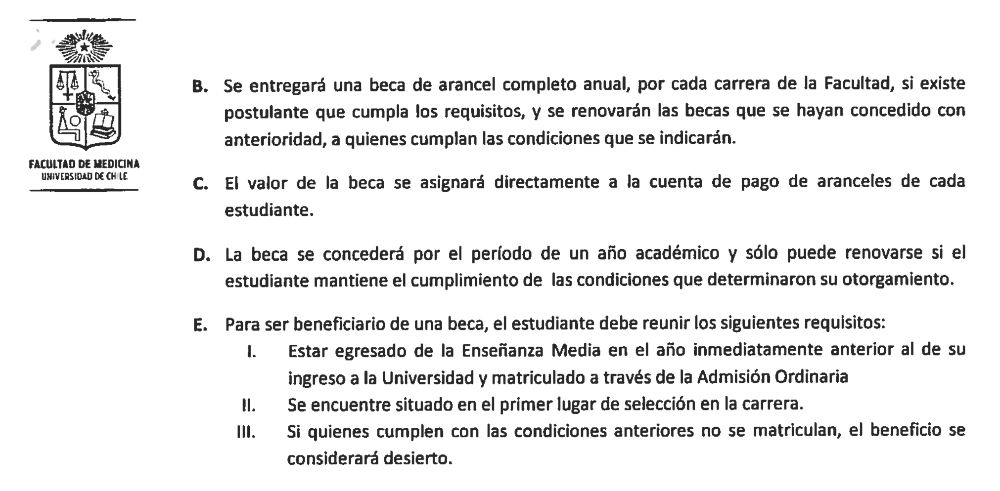 FACULTAD DE MEDICINA
UNIVERSIDAD DE CHILE
B. Se entregará una beca de arancel completo anual, por cada carrera de la Facultad, si existe
postulante que cumpla los requisitos, y se renovarán las becas que se hayan concedido con
anterioridad, a quienes cumplan las condiciones que se indicarán.
C. El valor de la beca se asignará directamente a la cuenta de pago de aranceles de cada
estudiante.
D. La beca se concederá por el período de un año académico y sólo puede renovarse si el
estudiante mantiene el cumplimiento de las condiciones que determinaron su otorgamiento.
E. Para ser beneficiario de una beca, el estudiante debe reunir los siguientes requisitos:
I. Estar egresado de la Enseñanza Media en el año inmediatamente anterior al de su
ingreso a la Universidad y matriculado a través de la Admisión Ordinaria
II. Se encuentre situado en el primer lugar de selección en la carrera.
III. Si quienes cumplen con las condiciones anteriores no se matriculan, el beneficio se
considerará desierto.